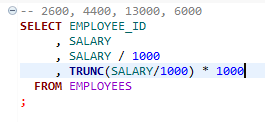 -- 2600, 4400, 13000, 6000
SELECT EMPLOYEE_ID
, SALARY
, SALARY / 1000
, TRUNC(SALARY/1000) * 1000
FROM EMPLOYEES
;